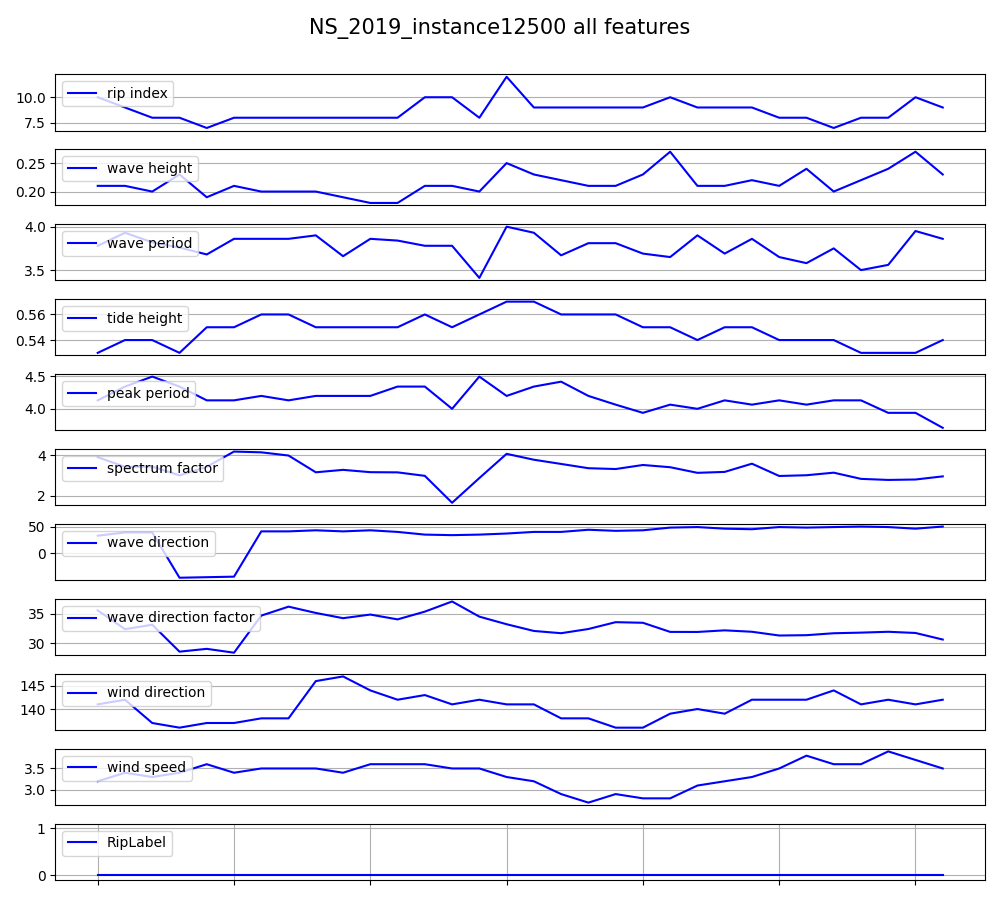 NS_2019_instance12500 all features
rip index
10.0
7.5
wave height
0.25
0.20
wave period
4.0
3.5
tide height
0.56
0.54
peak period
4.5
4.0
spectrum factor
4
2
wave direction
50
0
wave direction factor
35
30
wind direction
145
140
wind speed
3.5
3.0
RipLabel
1
0